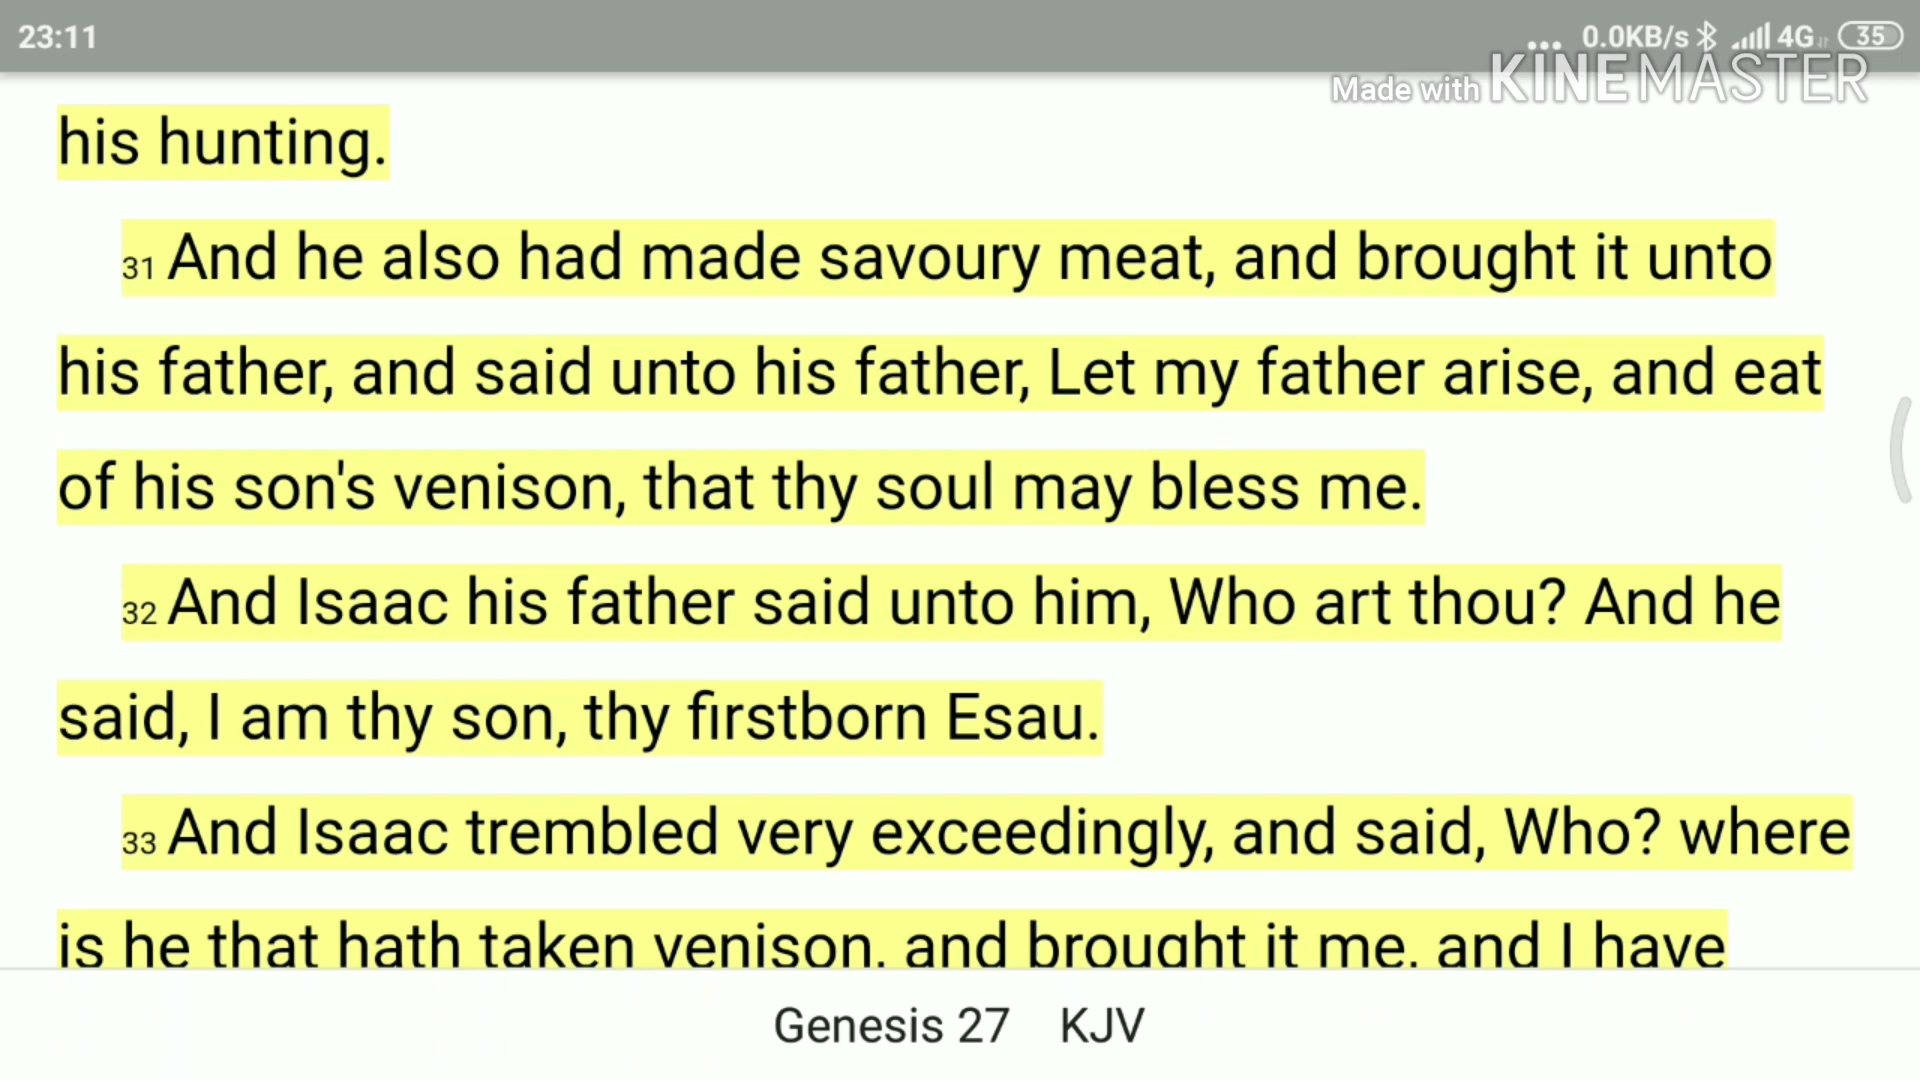 23:11
... 0.0KB/s 4G 35
Made with KINEMASTER
his hunting.
31 And he also had made savoury meat, and brought it unto
his father, and said unto his father, Let my father arise, and eat
of his son's venison, that thy soul may bless me.
32 And Isaac his father said unto him, Who art thou? And he
said, I am thy son, thy firstborn Esau.
33 And Isaac trembled very exceedingly, and said, Who? where
is he that hath taken venison, and brought it me, and I have
Genesis 27 KJV